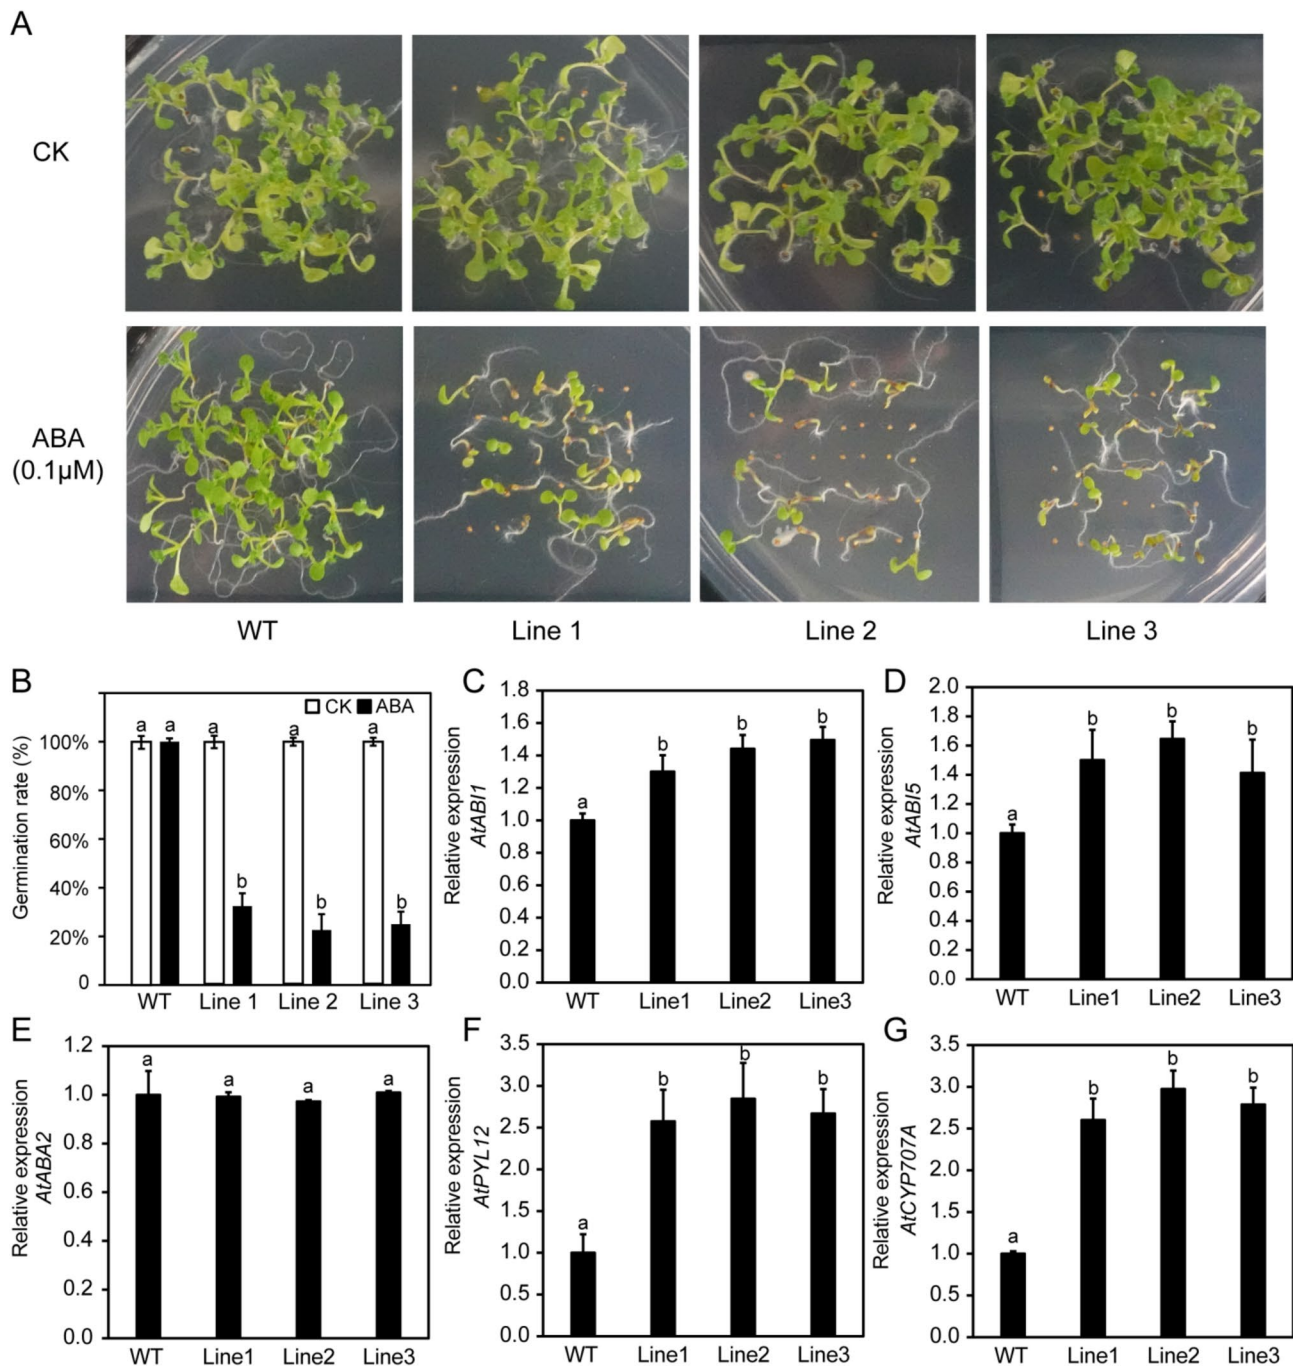 A
CK
ABA
(0.1μM)
WT Line 1 Line 2 Line 3
B
Germination rate (%)
CK ABA
100%
80%
60%
40%
20%
0
a a a a a
b b b
WT Line 1 Line 2 Line 3
C
Relative expression
AtABI1
1.8
1.6
1.4
1.2
1.0
0.8
0.6
0.4
0.2
0.0
a b b b
WT Line1 Line2 Line3
D
Relative expression
AtABI5
2.0
1.8
1.6
1.4
1.2
1.0
0.8
0.6
0.4
0.2
0.0
a b b b
WT Line1 Line2 Line3
E
Relative expression
AtABA2
1.2
1.0
0.8
0.6
0.4
0.2
0.0
a a a a
WT Line1 Line2 Line3
F
Relative expression
AtPYL12
3.5
3.0
2.5
2.0
1.5
1.0
0.5
0.0
a b b b
WT Line1 Line2 Line3
G
Relative expression
AtCYP707A
3.5
3.0
2.5
2.0
1.5
1.0
0.5
0.0
a b b b
WT Line1 Line2 Line3